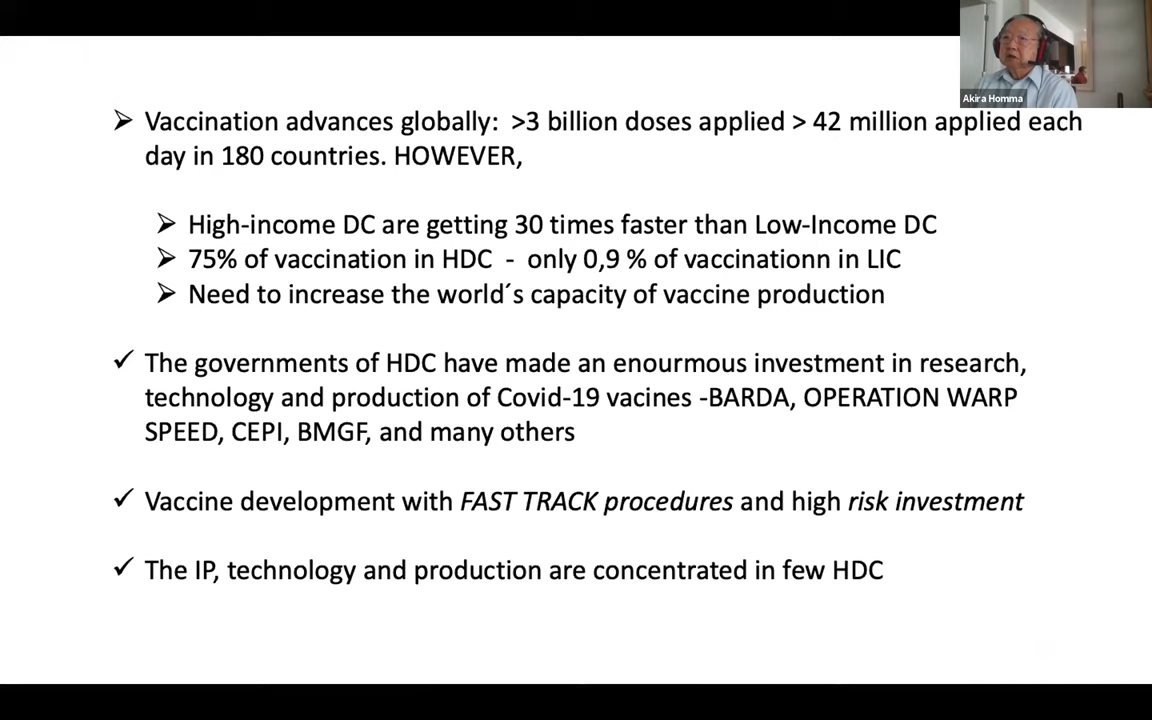 Akira Homma
➢ Vaccination advances globally: >3 billion doses applied > 42 million applied each
day in 180 countries. HOWEVER,
➢ High-income DC are getting 30 times faster than Low-Income DC
➢ 75% of vaccination in HDC - only 0,9 % of vaccinationn in LIC
➢ Need to increase the world´s capacity of vaccine production
✓ The governments of HDC have made an enourmous investment in research,
technology and production of Covid-19 vacines -BARDA, OPERATION WARP
SPEED, CEPI, BMGF, and many others
✓ Vaccine development with FAST TRACK procedures and high risk investment
✓ The IP, technology and production are concentrated in few HDC